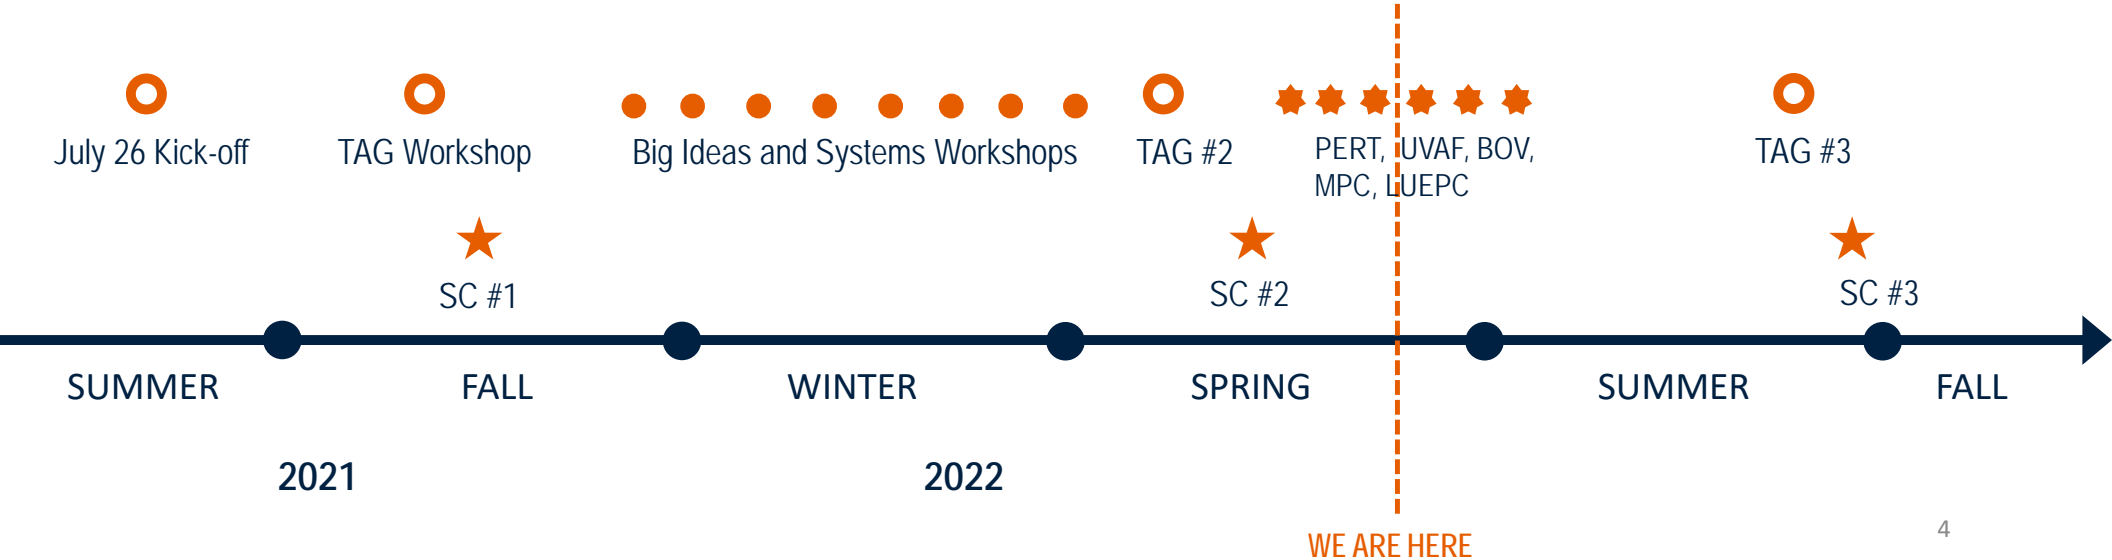 July 26 Kick-off
TAG Workshop
Big Ideas and Systems Workshops
TAG #2
PERT, UVAF, BOV,
MPC, LUEPC
TAG #3
SC #1
SC #2
SC #3
SUMMER
FALL
WINTER
SPRING
SUMMER
FALL
2021
2022
WE ARE HERE
4